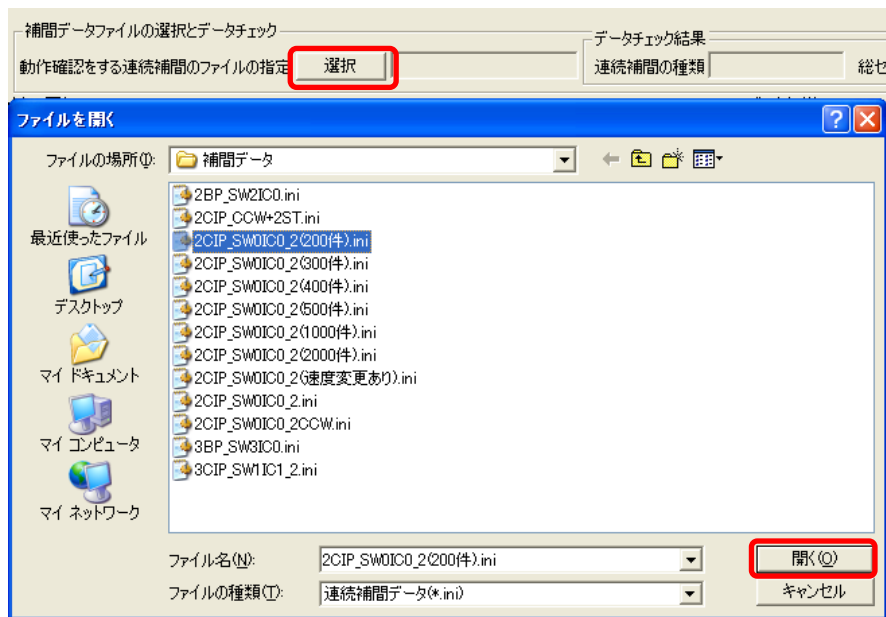 補間データファイルの選択とデータチェック
データチェック結果
動作確認をする連続補間のファイルの指定
選択
連続補間の種類
総セ
ファイルを開く
ファイルの場所(I):
補間データ
最近使ったファイル
デスクトップ
マイ ドキュメント
マイ コンピュータ
マイ ネットワーク
2BP_SW2IC0.ini
2CIP_CCW+2ST.ini
2CIP_SW0IC0_2(200件).ini
2CIP_SW0IC0_2(300件).ini
2CIP_SW0IC0_2(400件).ini
2CIP_SW0IC0_2(500件).ini
2CIP_SW0IC0_2(1000件).ini
2CIP_SW0IC0_2(2000件).ini
2CIP_SW0IC0_2(速度変更あり).ini
2CIP_SW0IC0_2.ini
2CIP_SW0IC0_2CCW.ini
3BP_SW3IC0.ini
3CIP_SW1IC1_2.ini
ファイル名(N):
2CIP_SW0IC0_2(200件).ini
開く(O)
ファイルの種類(T):
連続補間データ(*.ini)
キャンセル